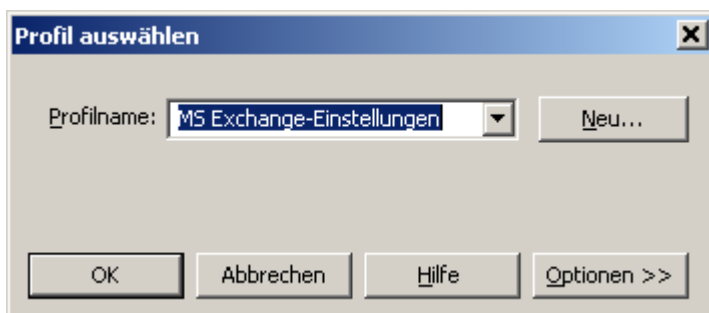 Profil auswählen
Profilname: MS Exchange-Einstellungen Neu...
OK Abbrechen Hilfe Optionen >>